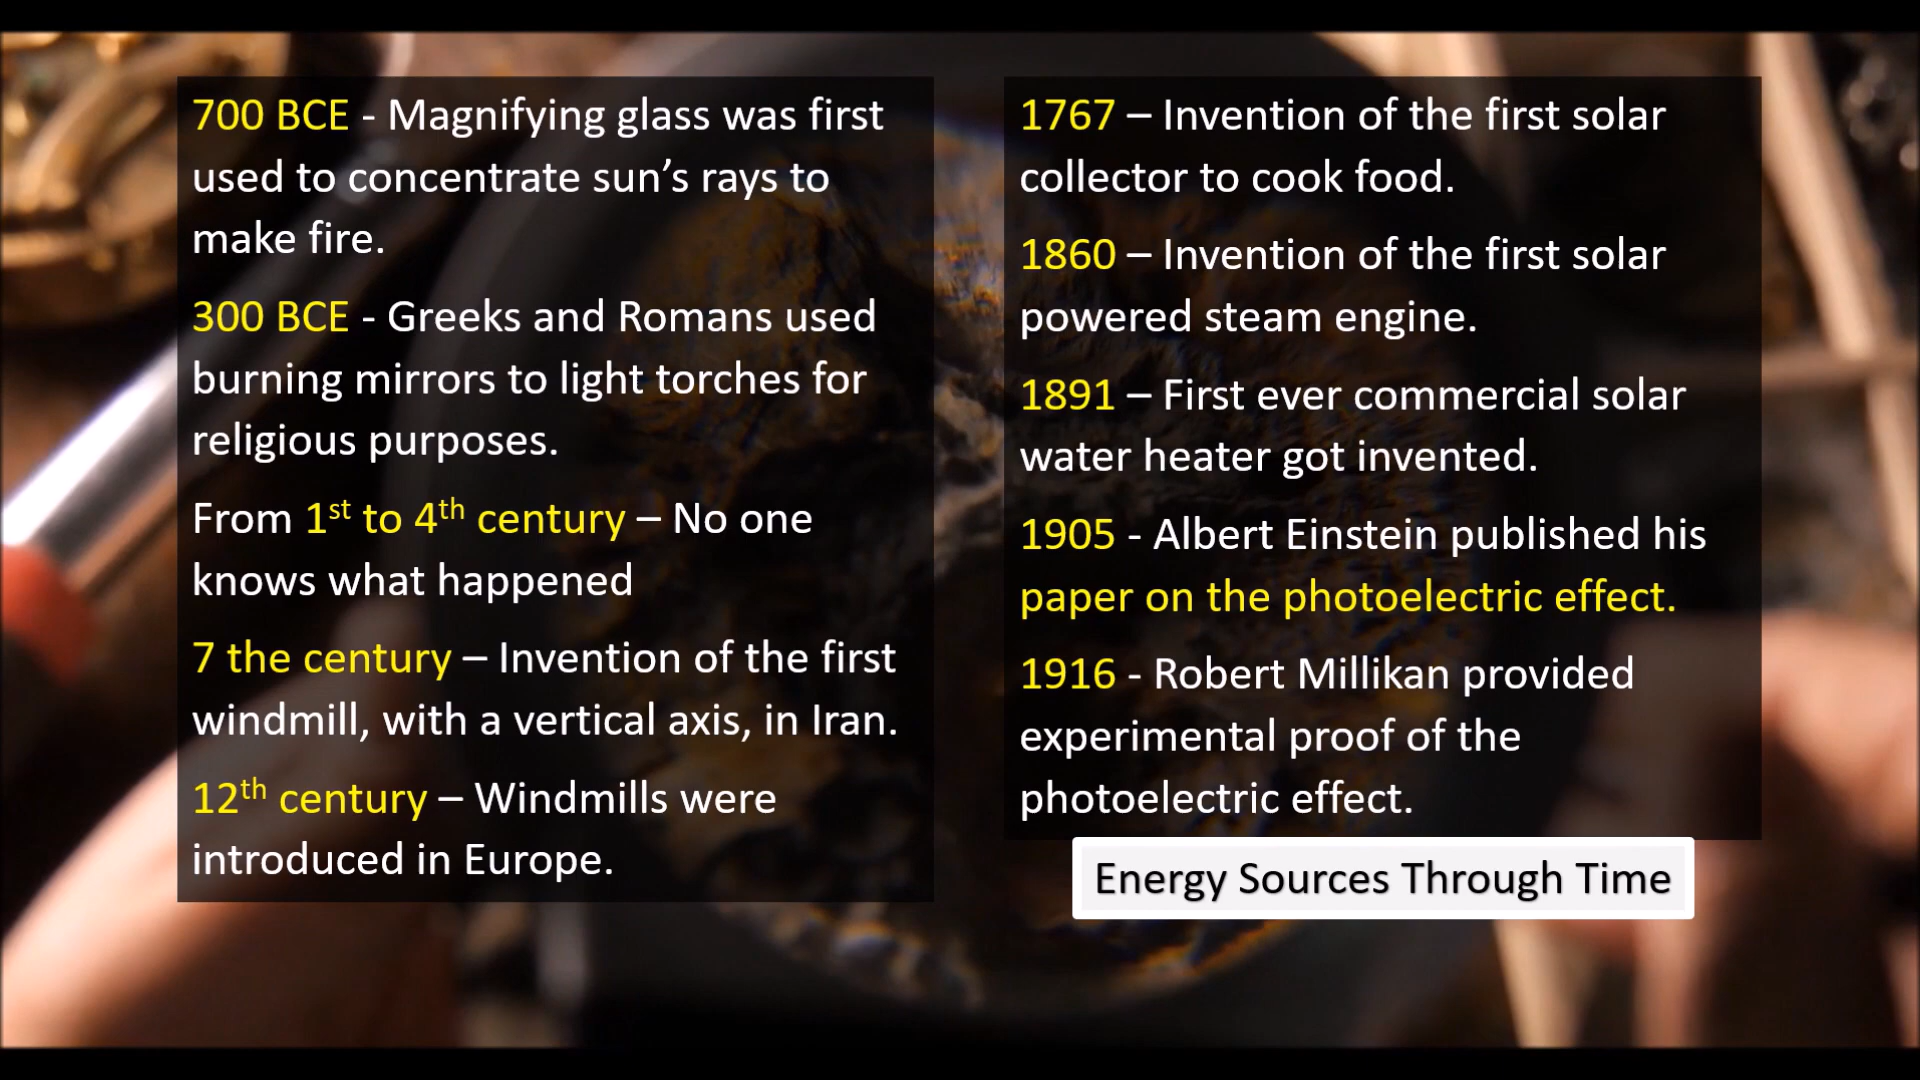 700 BCE - Magnifying glass was first
used to concentrate sun’s rays to
make fire.
300 BCE - Greeks and Romans used
burning mirrors to light torches for
religious purposes.
From 1st to 4th century – No one
knows what happened
7 the century – Invention of the first
windmill, with a vertical axis, in Iran.
12th century – Windmills were
introduced in Europe.
1767 – Invention of the first solar
collector to cook food.
1860 – Invention of the first solar
powered steam engine.
1891 – First ever commercial solar
water heater got invented.
1905 - Albert Einstein published his
paper on the photoelectric effect.
1916 - Robert Millikan provided
experimental proof of the
photoelectric effect.
Energy Sources Through Time